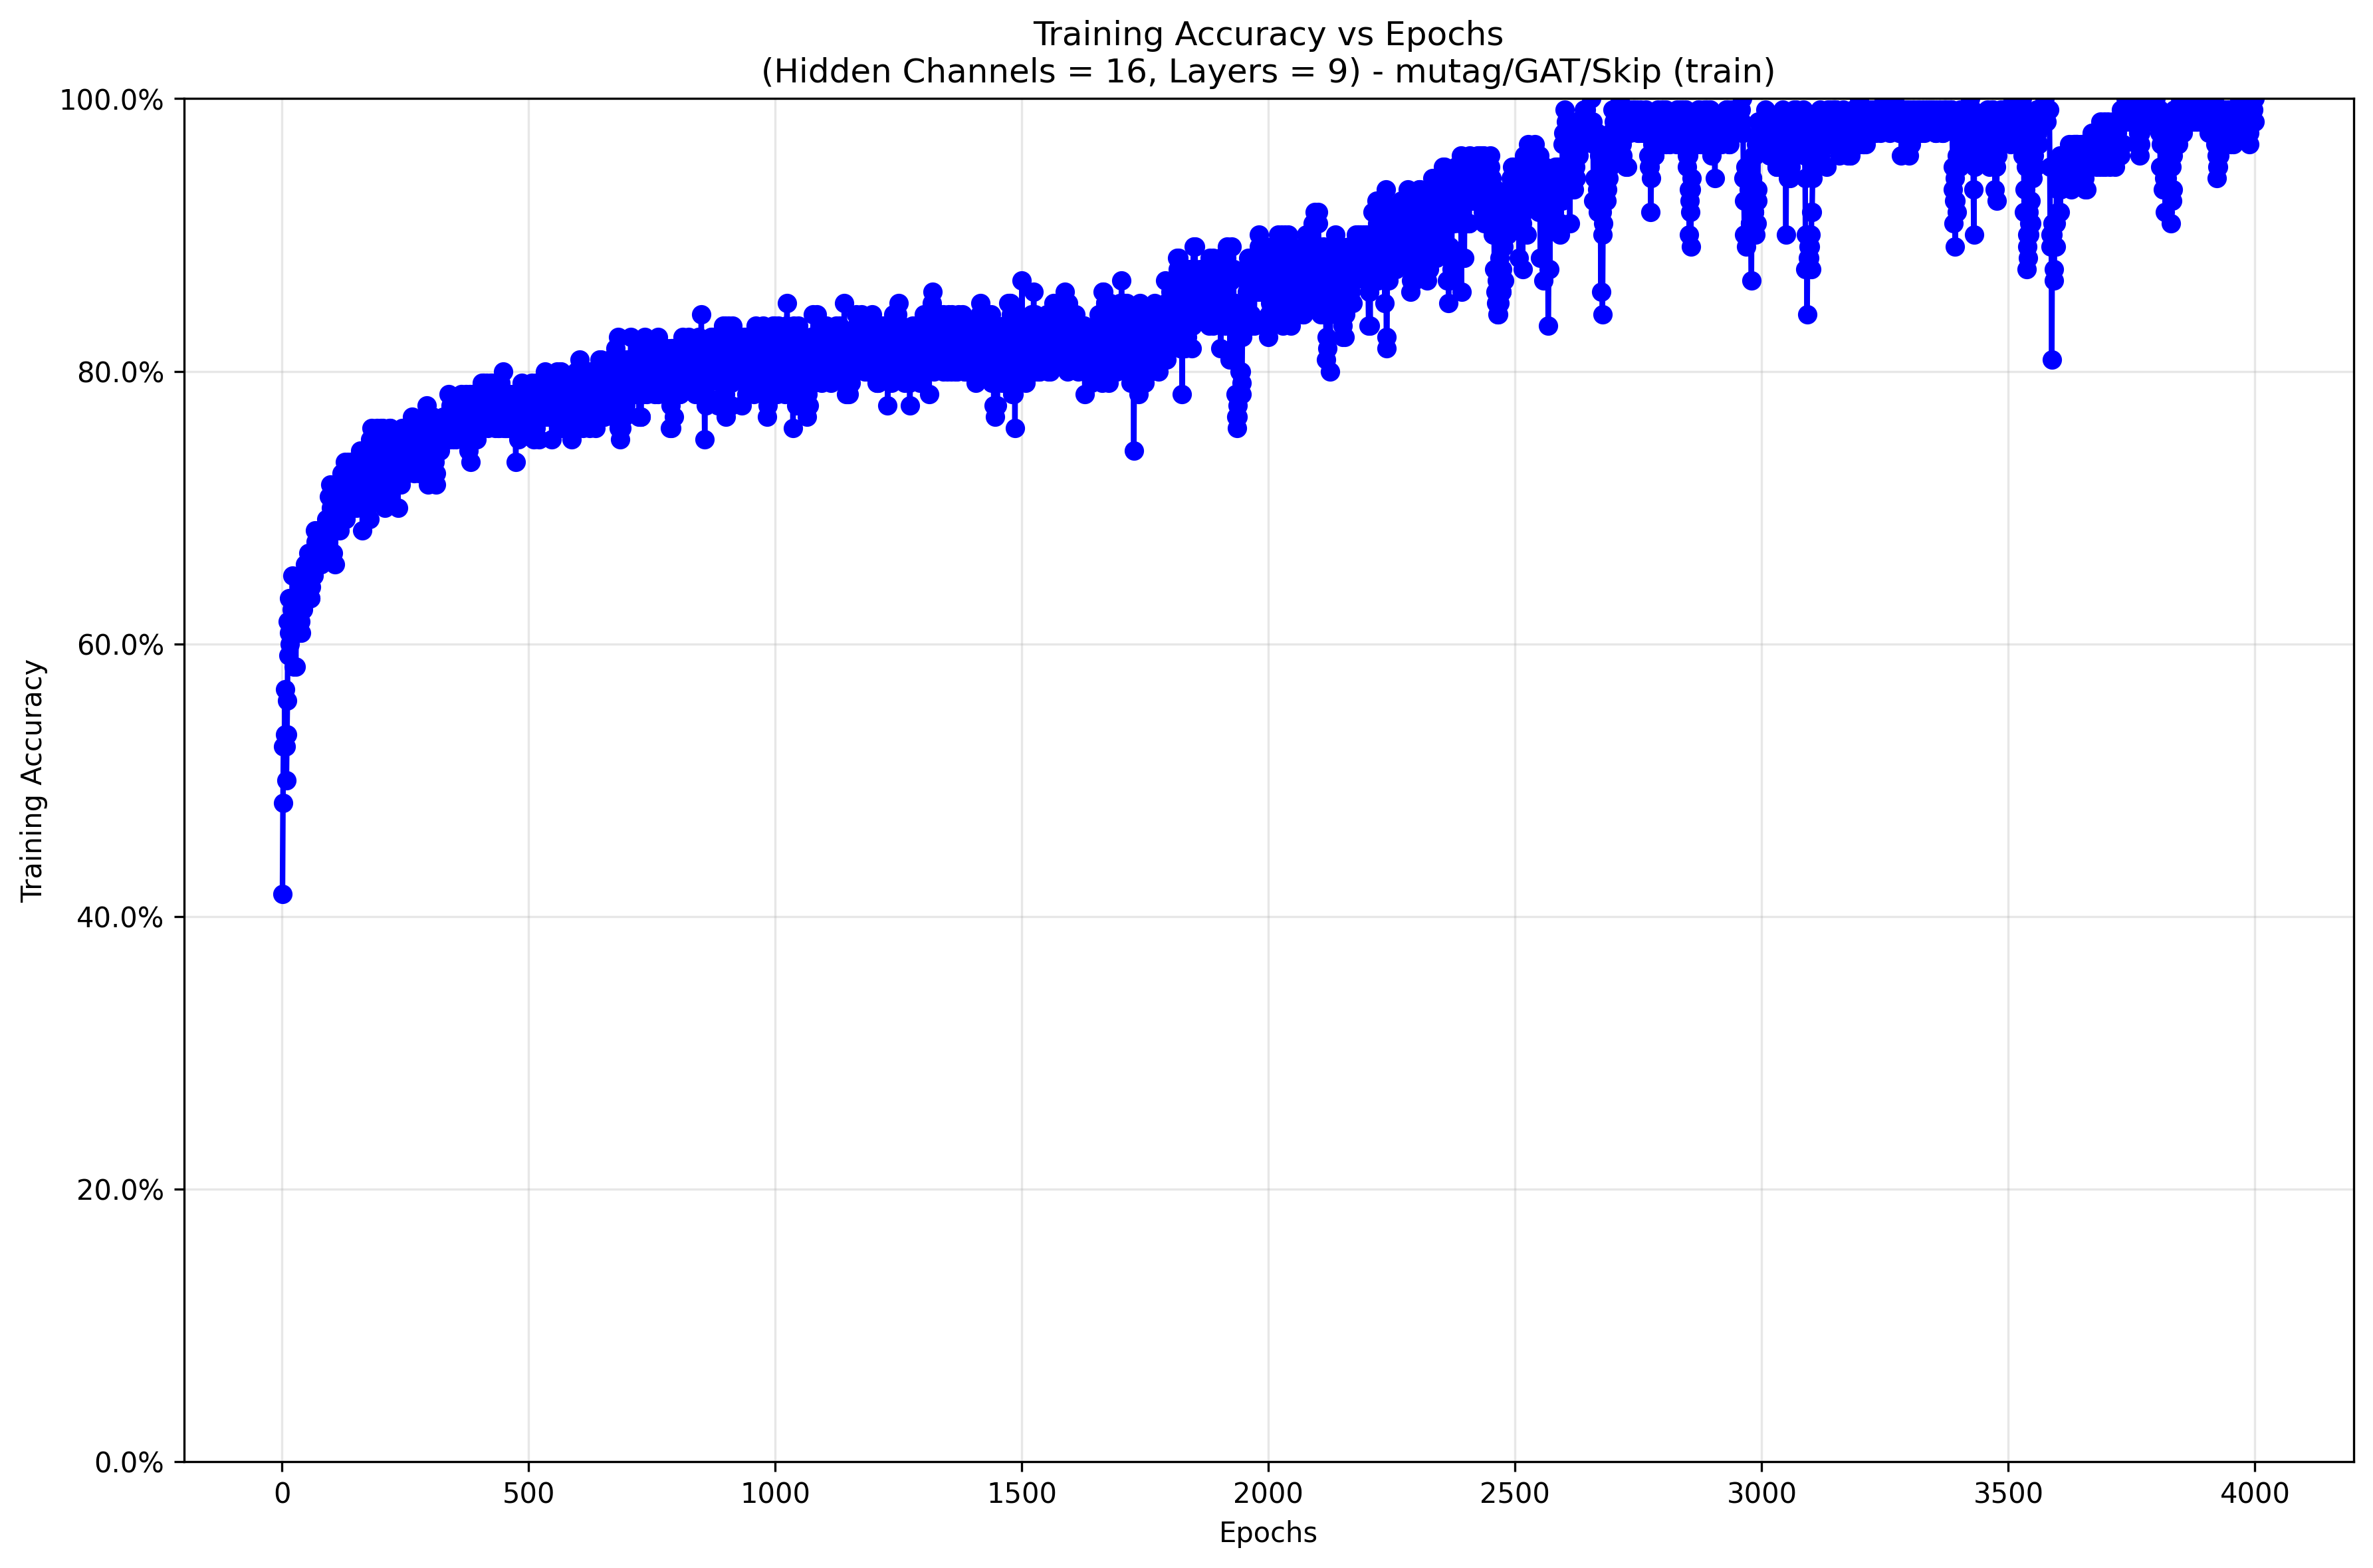 Training Accuracy vs Epochs
(Hidden Channels = 16, Layers = 9) - mutag/GAT/Skip (train)
100.0%
80.0%
60.0%
40.0%
20.0%
0.0%
Training Accuracy
0 500 1000 1500 2000 2500 3000 3500 4000
Epochs